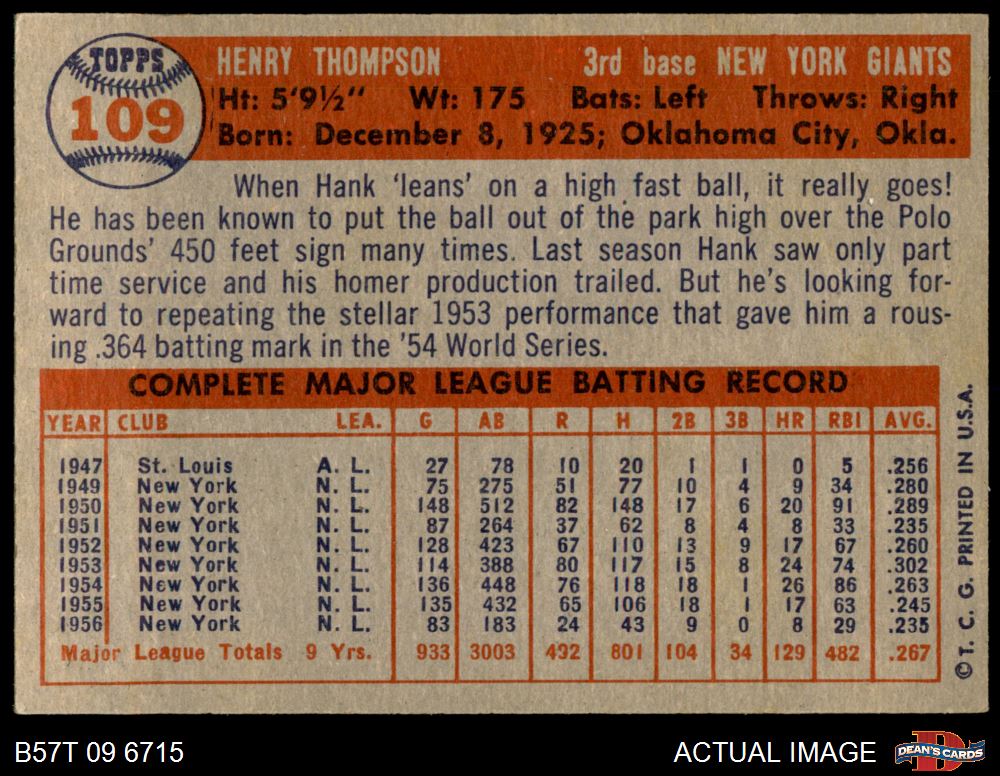 TOPPS
109
HENRY THOMPSON 3rd base NEW YORK GIANTS
Ht: 5'9½" Wt: 175 Bats: Left Throws: Right
Born: December 8, 1925; Oklahoma City, Okla.
When Hank 'leans' on a high fast ball, it really goes!
He has been known to put the ball out of the park high over the Polo
Grounds' 450 feet sign many times. Last season Hank saw only part
time service and his homer production trailed. But he's looking for-
ward to repeating the stellar 1953 performance that gave him a rous-
ing .364 batting mark in the '54 World Series.
COMPLETE MAJOR LEAGUE BATTING RECORD
YEAR CLUB LEA. G AB R H 2B 3B HR RBI AVG.
1947 St. Louis A. L. 27 78 10 20 1 1 0 5 .256
1949 New York N. L. 75 275 51 77 10 4 9 34 .280
1950 New York N. L. 148 512 82 148 17 6 20 91 .289
1951 New York N. L. 87 264 37 62 8 4 8 33 .235
1952 New York N. L. 128 423 67 110 13 9 17 67 .260
1953 New York N. L. 114 388 80 117 15 8 24 74 .302
1954 New York N. L. 136 448 76 118 18 1 26 86 .263
1955 New York N. L. 135 432 65 106 18 1 17 63 .245
1956 New York N. L. 83 183 24 43 9 0 8 29 .235
Major League Totals 9 Yrs. 933 3003 492 801 104 34 129 482 .267
© T. C. G. PRINTED IN U.S.A.
B57T 09 6715 ACTUAL IMAGE DEAN'S CARDS